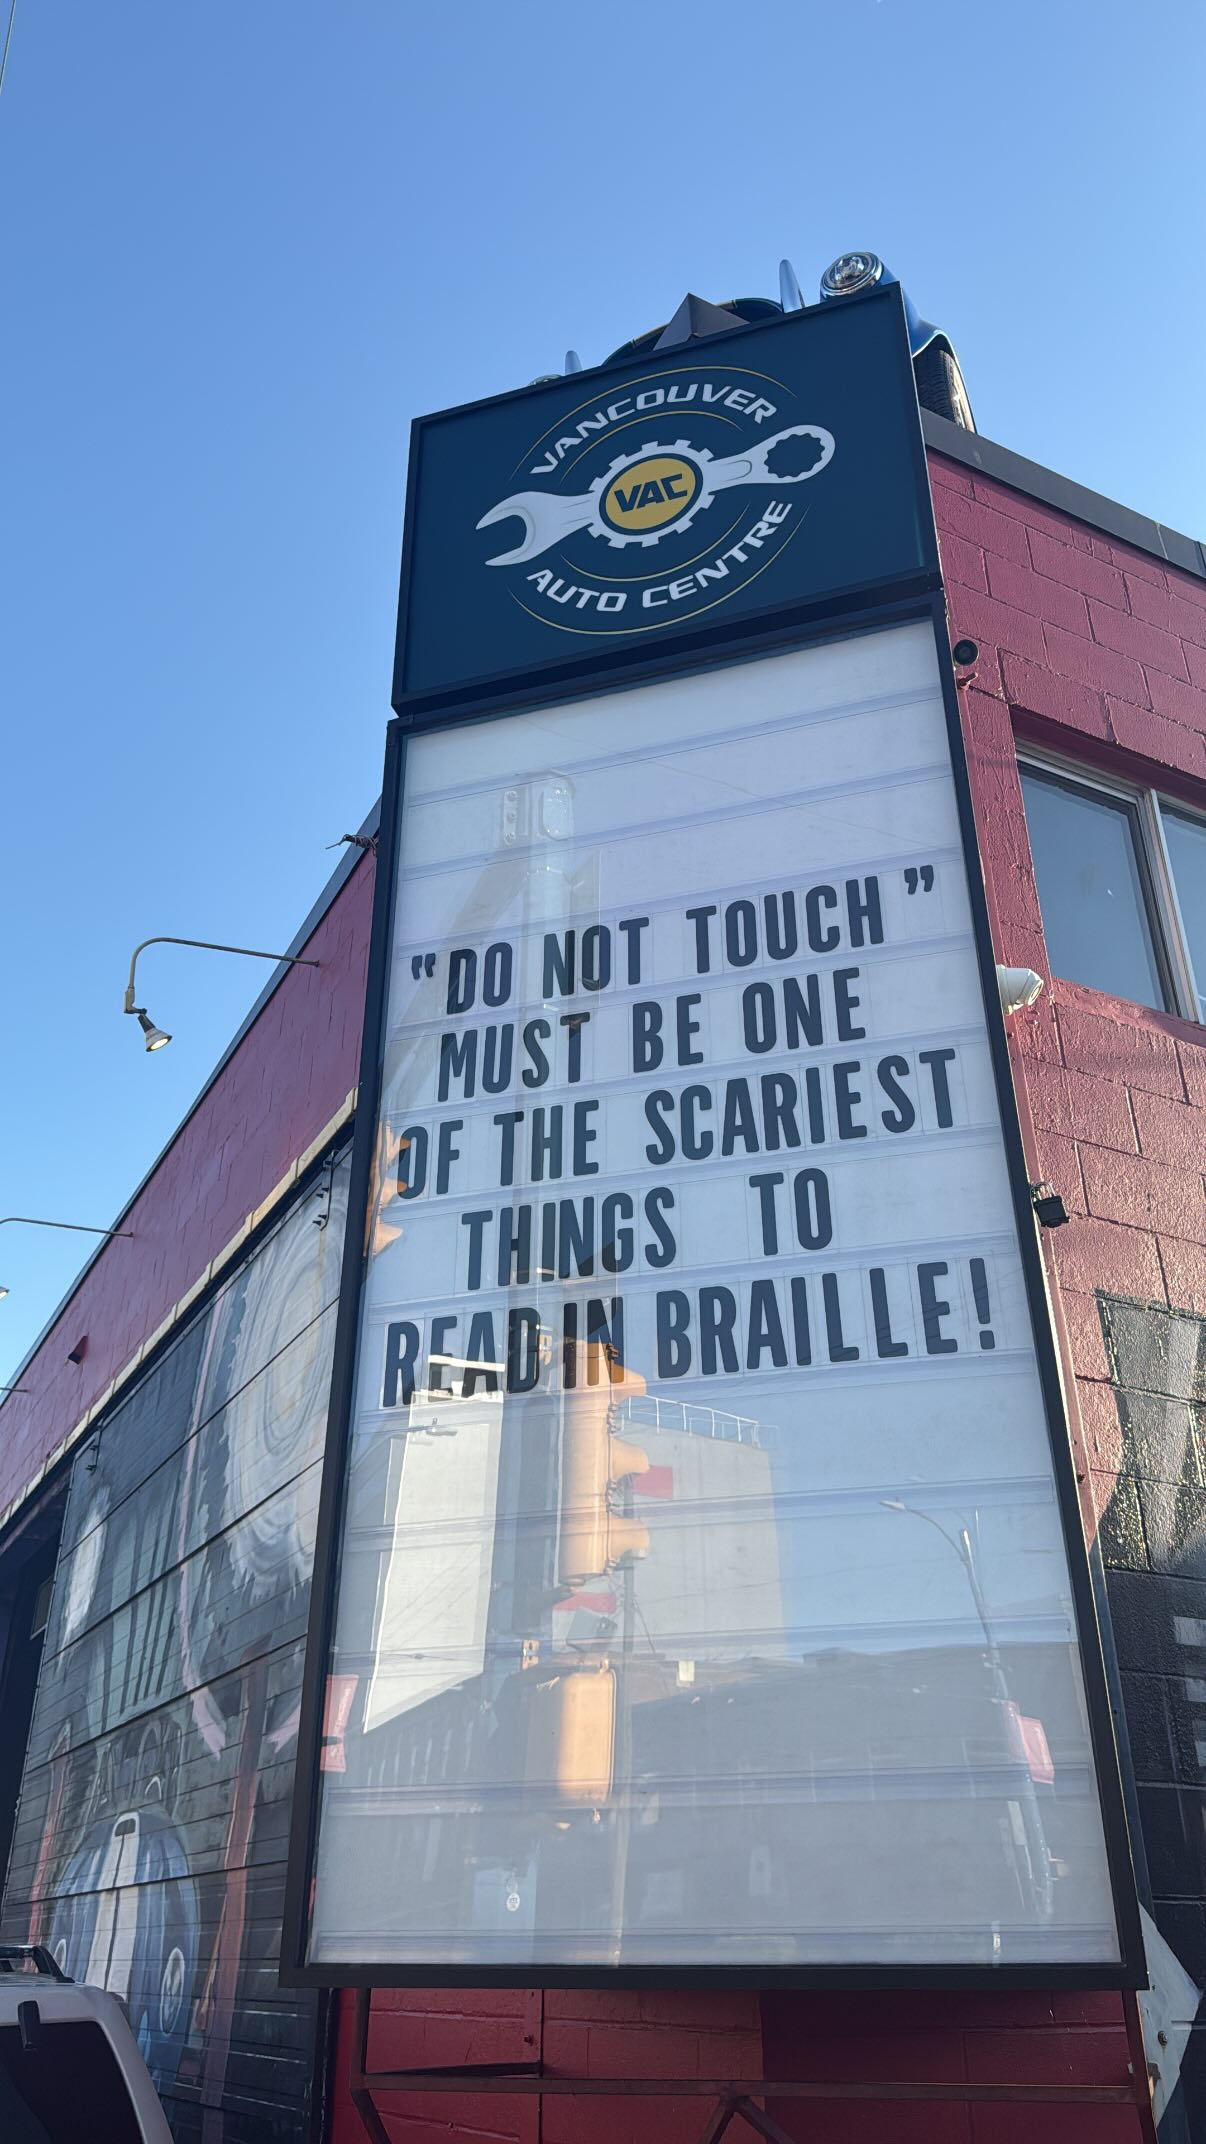 VANCOUVER
VAC
AUTO CENTRE
"DO NOT TOUCH"
MUST BE ONE
OF THE SCARIEST
THINGS TO
READ IN BRAILLE!